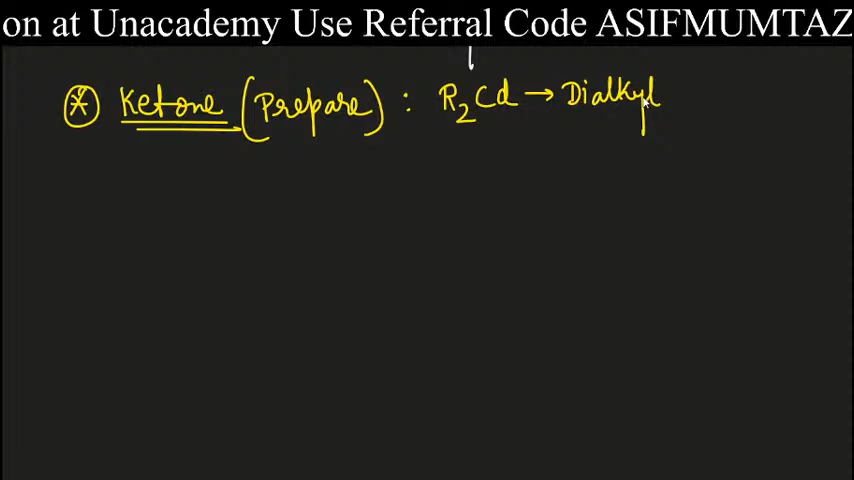 on at Unacademy Use Referral Code ASIFMUMTAZ
* Ketone (Prepare) : R₂Cd → Dialkyl